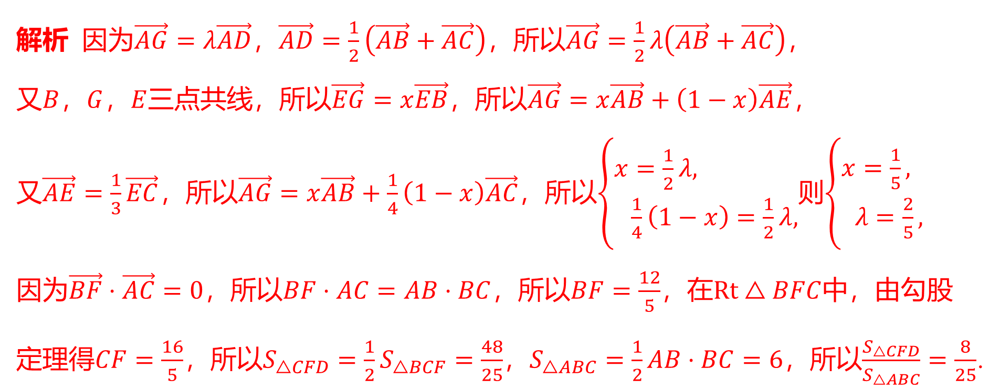 解析 因为$\overrightarrow{AG}=\lambda\overrightarrow{AD}$，$\overrightarrow{AD}=\frac{1}{2}(\overrightarrow{AB}+\overrightarrow{AC})$，所以$\overrightarrow{AG}=\frac{1}{2}\lambda(\overrightarrow{AB}+\overrightarrow{AC})$，
又$B$，$G$，$E$三点共线，所以$\overrightarrow{EG}=x\overrightarrow{EB}$，所以$\overrightarrow{AG}=x\overrightarrow{AB}+(1-x)\overrightarrow{AE}$，
又$\overrightarrow{AE}=\frac{1}{3}\overrightarrow{EC}$，所以$\overrightarrow{AG}=x\overrightarrow{AB}+\frac{1}{4}(1-x)\overrightarrow{AC}$，所以$\begin{cases}x=\frac{1}{2}\lambda,\\ \frac{1}{4}(1-x)=\frac{1}{2}\lambda,\end{cases}$则$\begin{cases}x=\frac{1}{5},\\ \lambda=\frac{2}{5},\end{cases}$
因为$\overrightarrow{BF}\cdot\overrightarrow{AC}=0$，所以$BF\cdot AC=AB\cdot BC$，所以$BF=\frac{12}{5}$，在Rt$\triangle BFC$中，由勾股
定理得$CF=\frac{16}{5}$，所以$S_{\triangle CFD}=\frac{1}{2}S_{\triangle BCF}=\frac{48}{25}$，$S_{\triangle ABC}=\frac{1}{2}AB\cdot BC=6$，所以$\frac{S_{\triangle CFD}}{S_{\triangle ABC}}=\frac{8}{25}$.